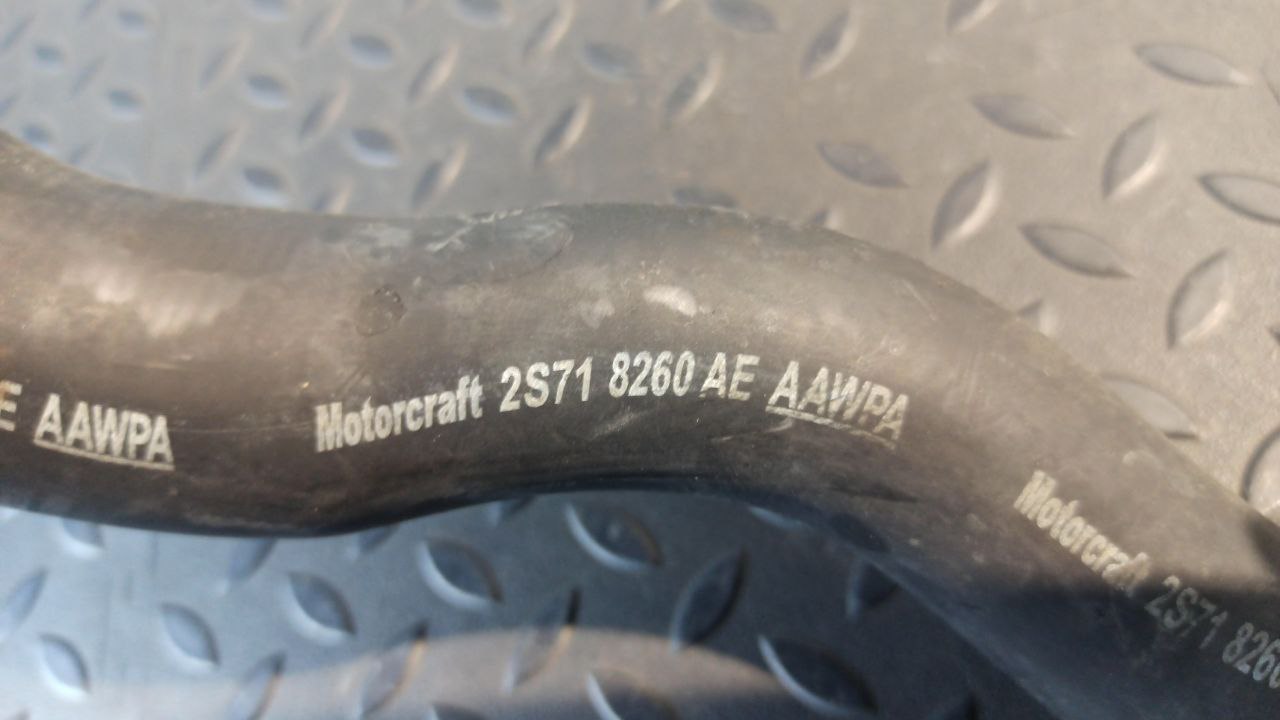 E AAWPA
Motorcraft 2S71 8260 AE AAWPA
Motorcraft 2S71 8260